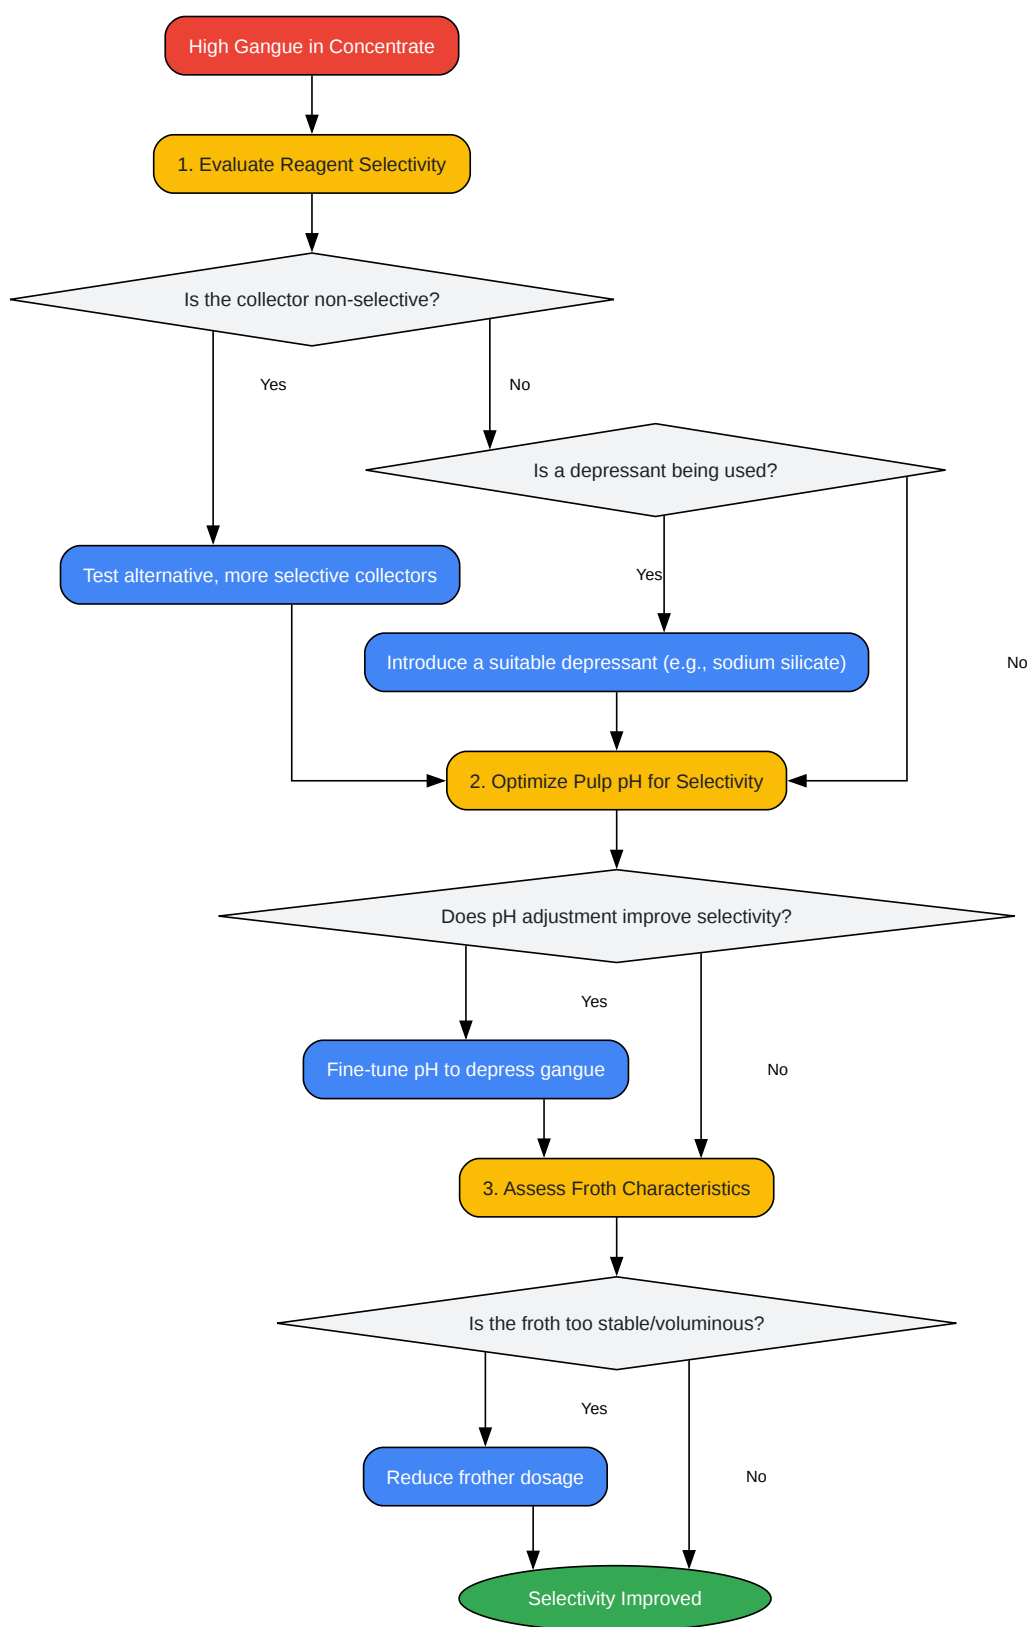 High Gangue in Concentrate
1. Evaluate Reagent Selectivity
Is the collector non-selective?
Yes
No
Is a depressant being used?
Test alternative, more selective collectors
Yes
Introduce a suitable depressant (e.g., sodium silicate)
No
2. Optimize Pulp pH for Selectivity
Does pH adjustment improve selectivity?
Yes
Fine-tune pH to depress gangue
No
3. Assess Froth Characteristics
Is the froth too stable/voluminous?
Yes
Reduce frother dosage
No
Selectivity Improved